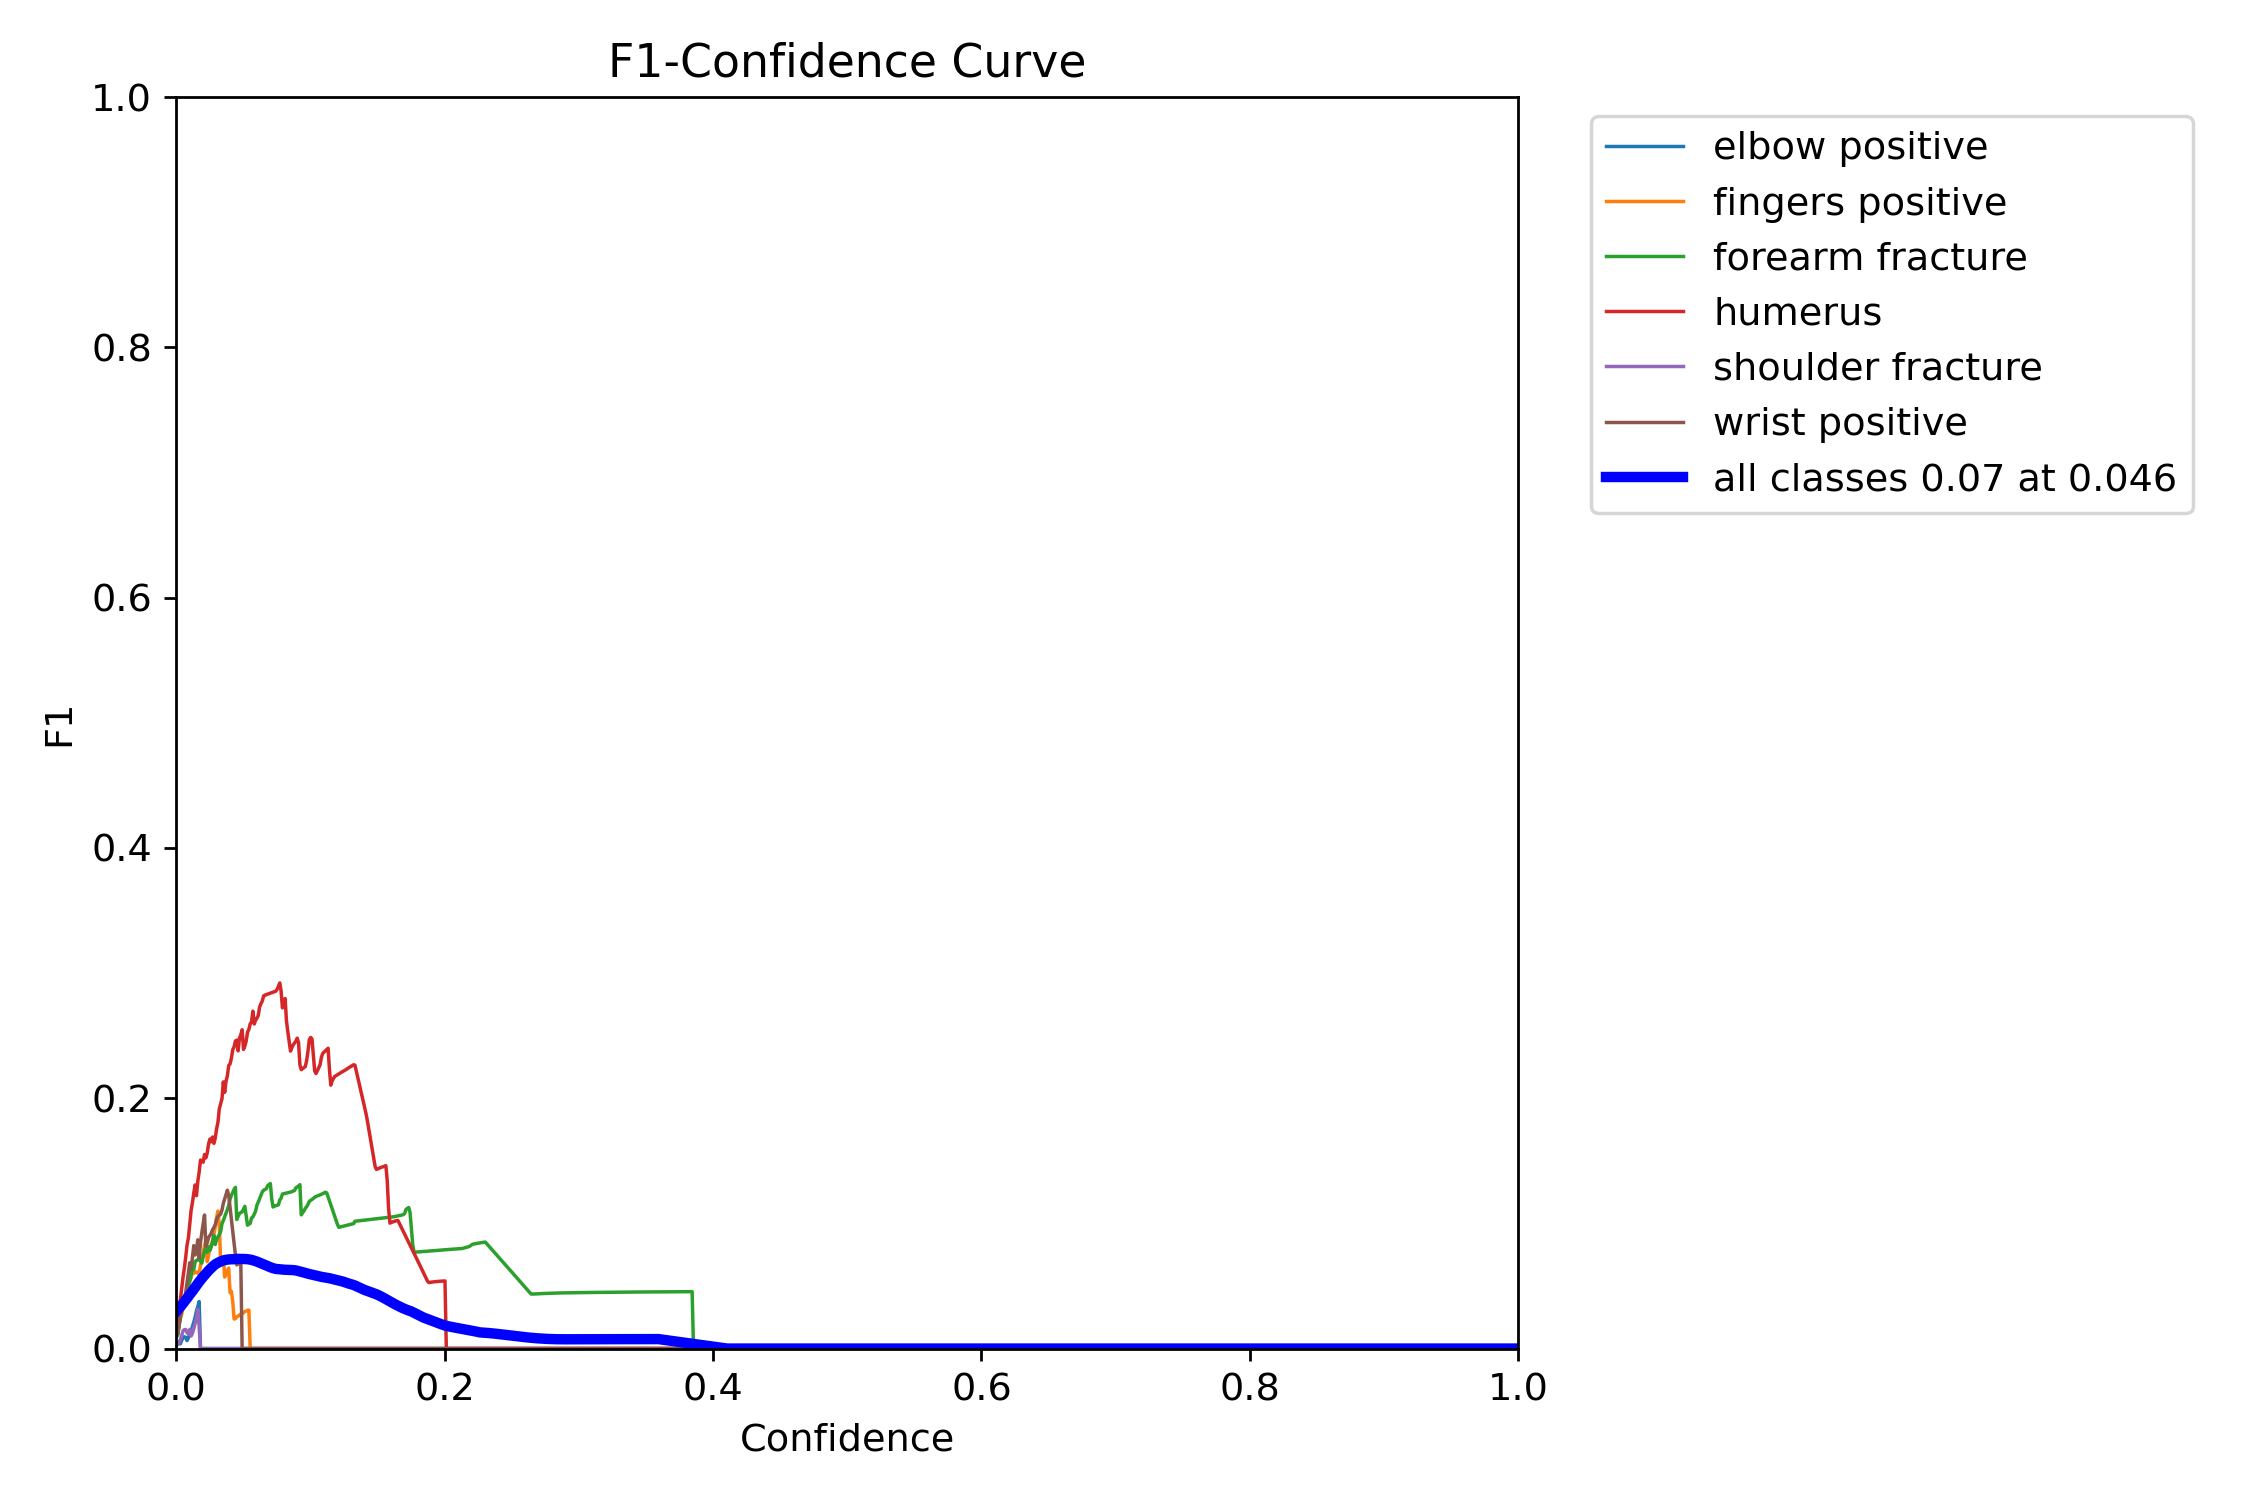 F1-Confidence Curve
1.0
0.8
0.6
0.4
0.2
0.0
F1
0.0 0.2 0.4 0.6 0.8 1.0
Confidence
elbow positive
fingers positive
forearm fracture
humerus
shoulder fracture
wrist positive
all classes 0.07 at 0.046